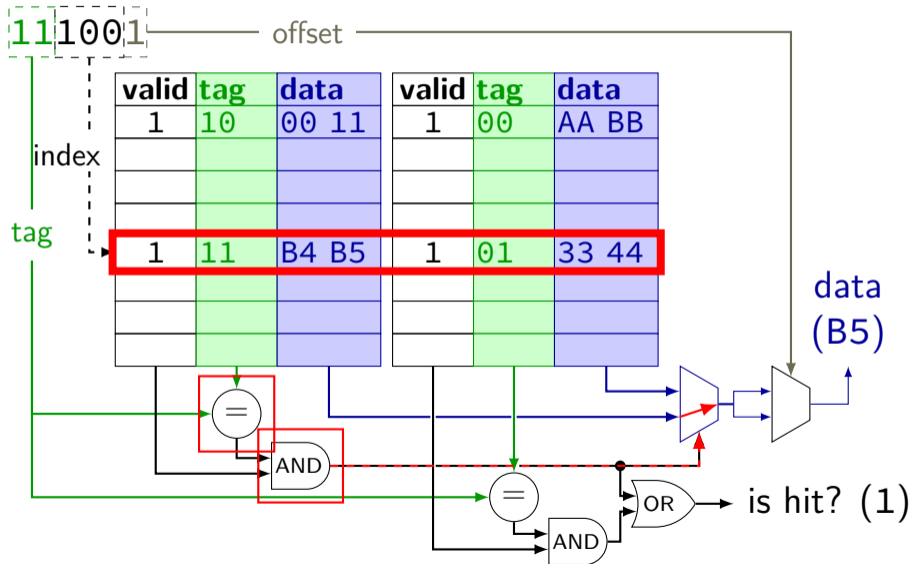 111001
offset
valid tag data valid tag data
1 10 00 11 1 00 AA BB
index
tag
1 11 B4 B5 1 01 33 44
data
(B5)
=
AND
=
OR
is hit? (1)
AND